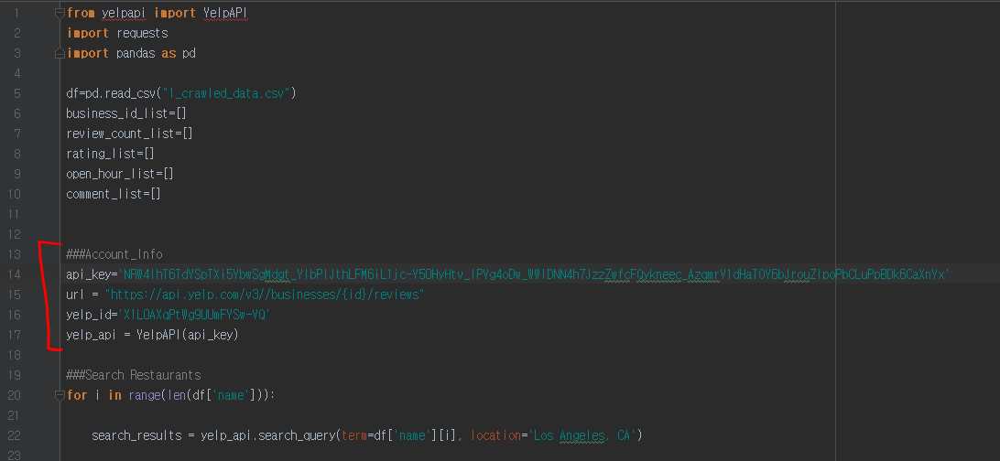 1 from yelpapi import YelpAPI
2 import requests
3 import pandas as pd
4
5 df=pd.read_csv("1_crawled_data.csv")
6 business_id_list=[]
7 review_count_list=[]
8 rating_list=[]
9 open_hour_list=[]
10 comment_list=[]
11
12
13 ###Account_Info
14 api_key=
15 url = "https://api.yelp.com/v3//businesses/{id}/reviews"
16 yelp_id=
17 yelp_api = YelpAPI(api_key)
18
19 ###Search Restaurants
20 for i in range(len(df['name'])):
21
22 search_results = yelp_api.search_query(term=df['name'][i], location='Los Angeles, CA')
23